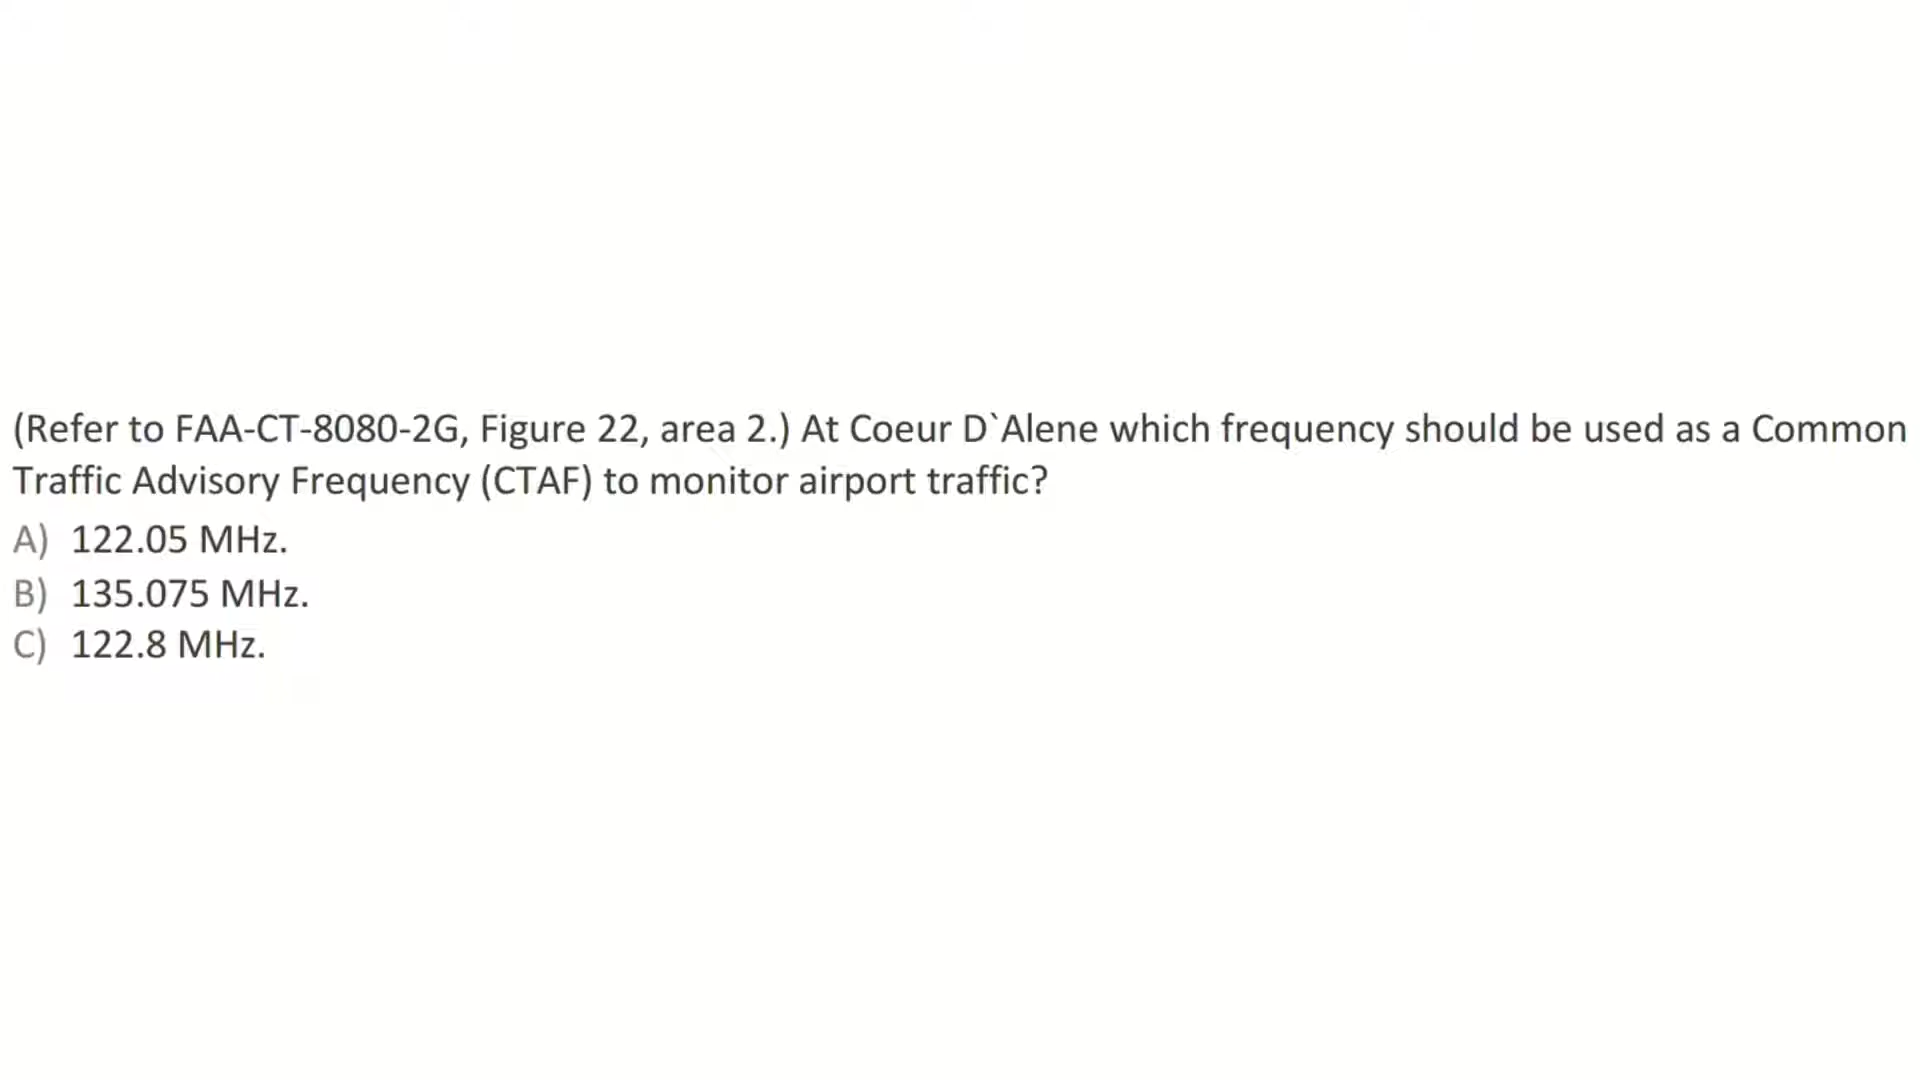 (Refer to FAA-CT-8080-2G, Figure 22, area 2.) At Coeur D`Alene which frequency should be used as a Common
Traffic Advisory Frequency (CTAF) to monitor airport traffic?
A) 122.05 MHz.
B) 135.075 MHz.
C) 122.8 MHz.